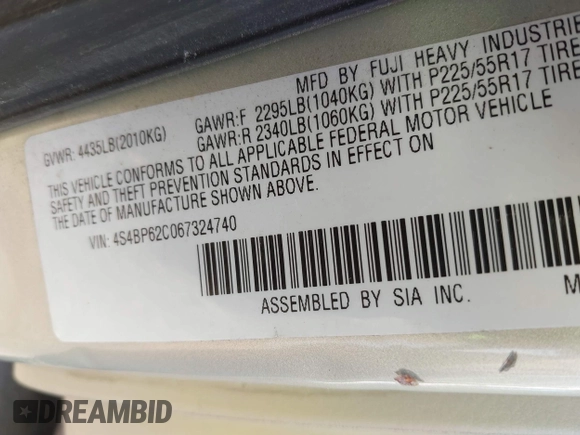 MFD BY FUJI HEAVY INDUSTRIE
GVWR: 4435LB(2010KG)
GAWR:F 2295LB(1040KG) WITH P225/55R17 TIRE
GAWR:R 2340LB(1060KG) WITH P225/55R17 TIRE
THIS VEHICLE CONFORMS TO ALL APPLICABLE FEDERAL MOTOR VEHICLE
SAFETY AND THEFT PREVENTION STANDARDS IN EFFECT ON
THE DATE OF MANUFACTURE SHOWN ABOVE.
VIN: 4S4BP62C067324740
ASSEMBLED BY SIA INC.
M
DREAMBID